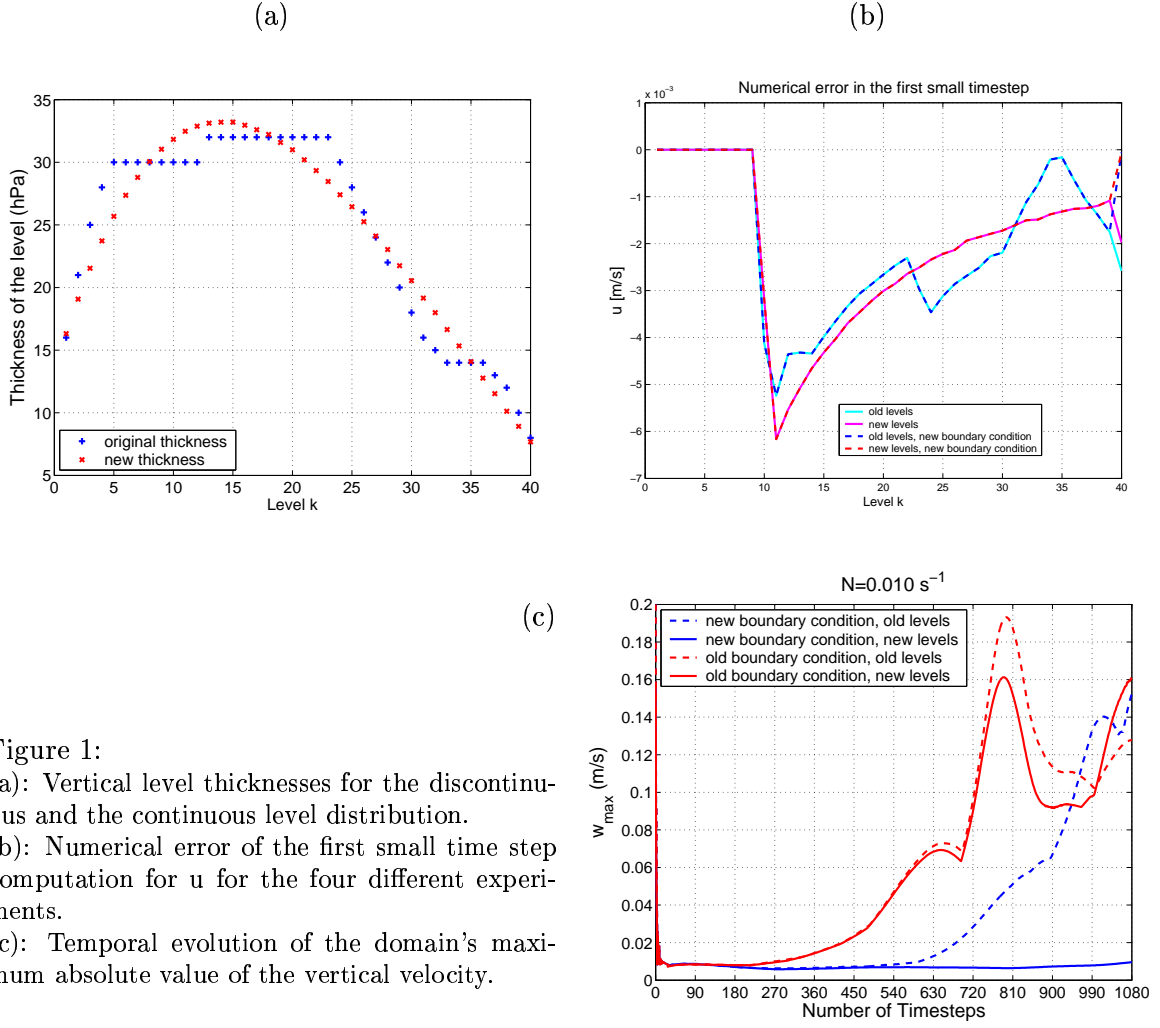 (a)
(b)
35
30
25
20
15
10
5
Thickness of the level (hPa)
original thickness
new thickness
0 5 10 15 20 25 30 35 40
Level k
Numerical error in the first small timestep
x 10⁻³
1
0
−1
−2
−3
−4
−5
−6
−7
u [m/s]
old levels
new levels
old levels, new boundary condition
new levels, new boundary condition
0 5 10 15 20 25 30 35 40
Level k
(c)
N=0.010 s⁻¹
0.2
0.18
0.16
0.14
0.12
0.1
0.08
0.06
0.04
0.02
0
w_max (m/s)
new boundary condition, old levels
new boundary condition, new levels
old boundary condition, old levels
old boundary condition, new levels
0 90 180 270 360 450 540 630 720 810 900 990 1080
Number of Timesteps
igure 1:
a): Vertical level thicknesses for the discontinu-
us and the continuous level distribution.
b): Numerical error of the first small time step
omputation for u for the four different experi-
ents.
c): Temporal evolution of the domain's maxi-
um absolute value of the vertical velocity.